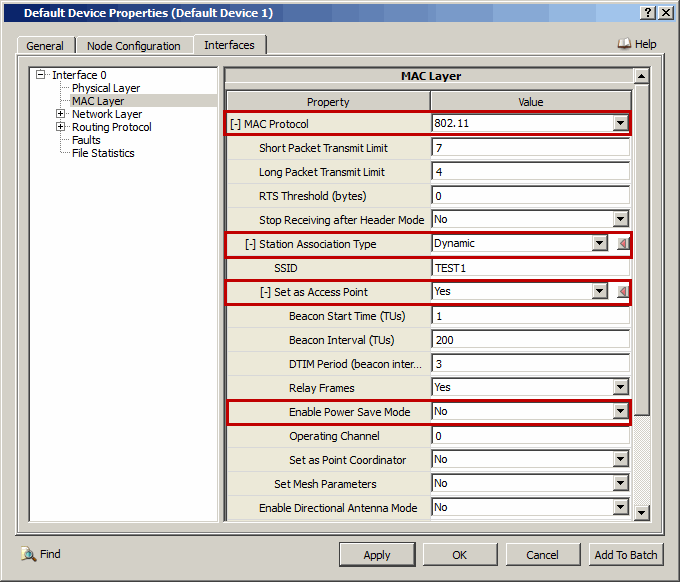 Default Device Properties (Default Device 1)
General Node Configuration Interfaces Help
Interface 0
Physical Layer
MAC Layer
Network Layer
Routing Protocol
Faults
File Statistics
MAC Layer
Property Value
[-] MAC Protocol 802.11
Short Packet Transmit Limit 7
Long Packet Transmit Limit 4
RTS Threshold (bytes) 0
Stop Receiving after Header Mode No
[-] Station Association Type Dynamic
SSID TEST1
[-] Set as Access Point Yes
Beacon Start Time (TUs) 1
Beacon Interval (TUs) 200
DTIM Period (beacon inter... 3
Relay Frames Yes
Enable Power Save Mode No
Operating Channel 0
Set as Point Coordinator No
Set Mesh Parameters No
Enable Directional Antenna Mode No
Find Apply OK Cancel Add To Batch